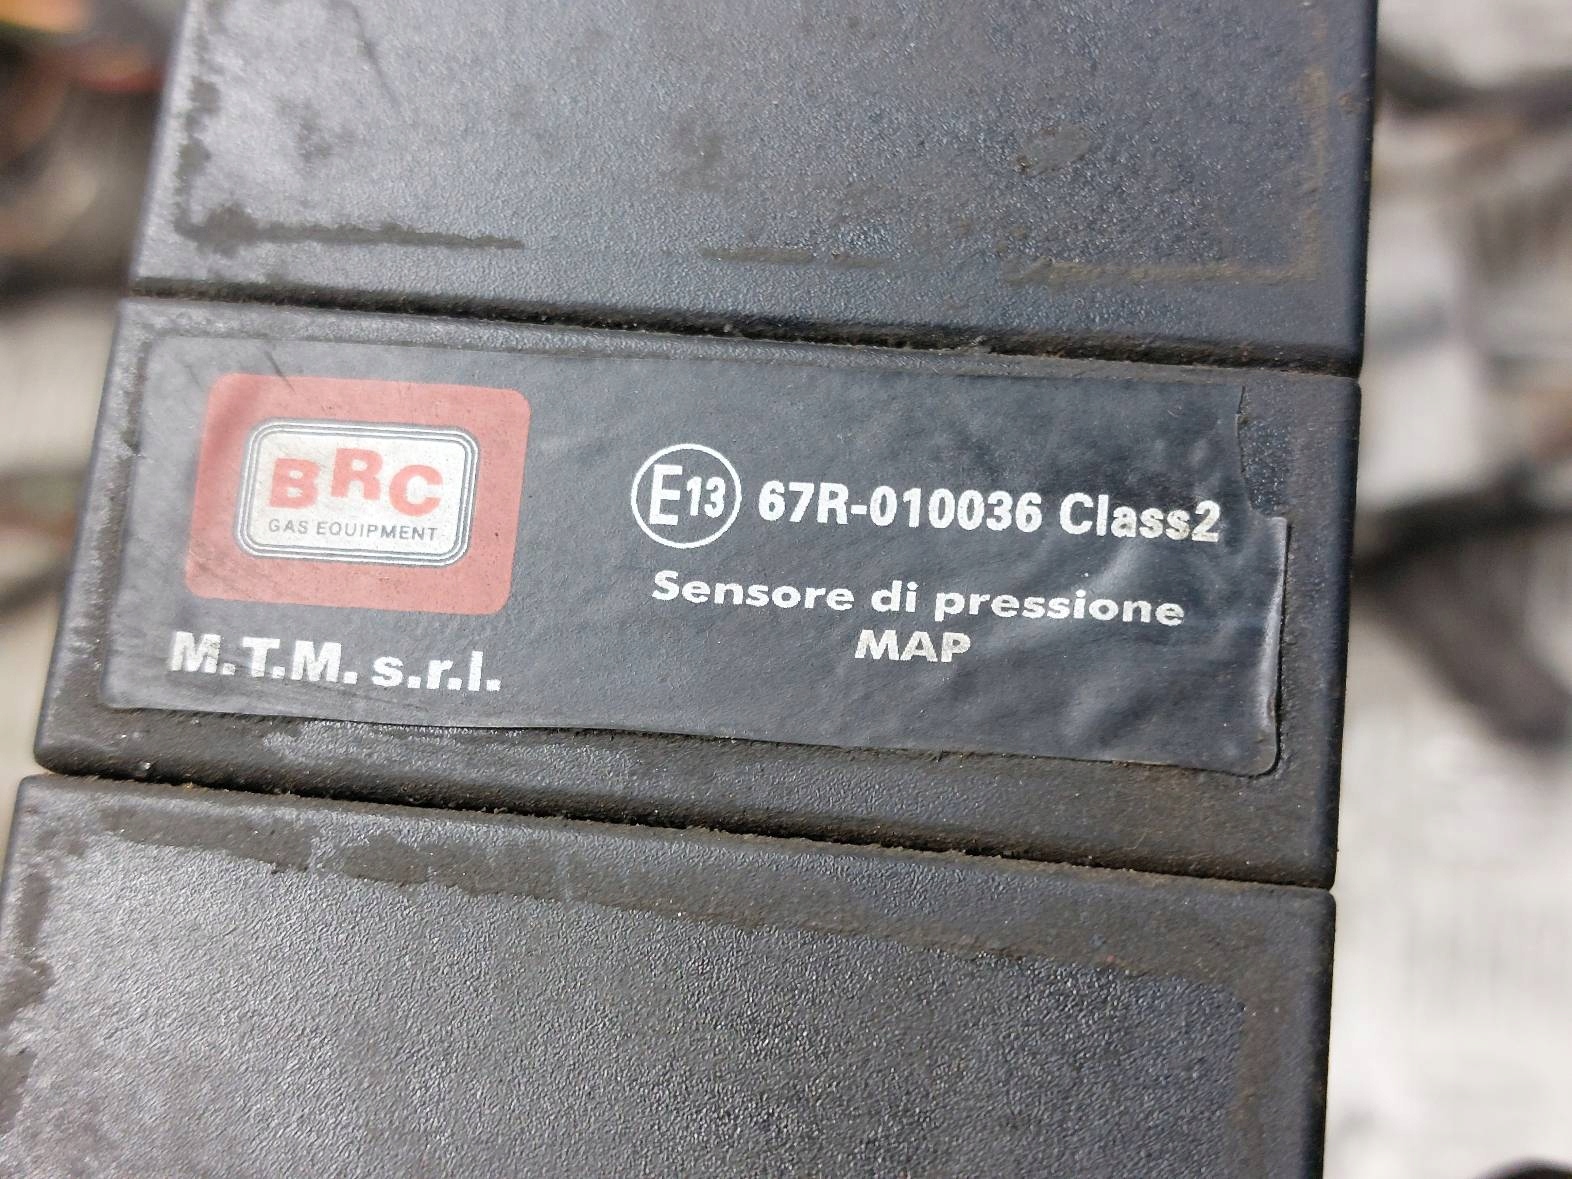 BRC
GAS EQUIPMENT
M.T.M. s.r.l.
E13 67R-010036 Class2
Sensore di pressione
MAP